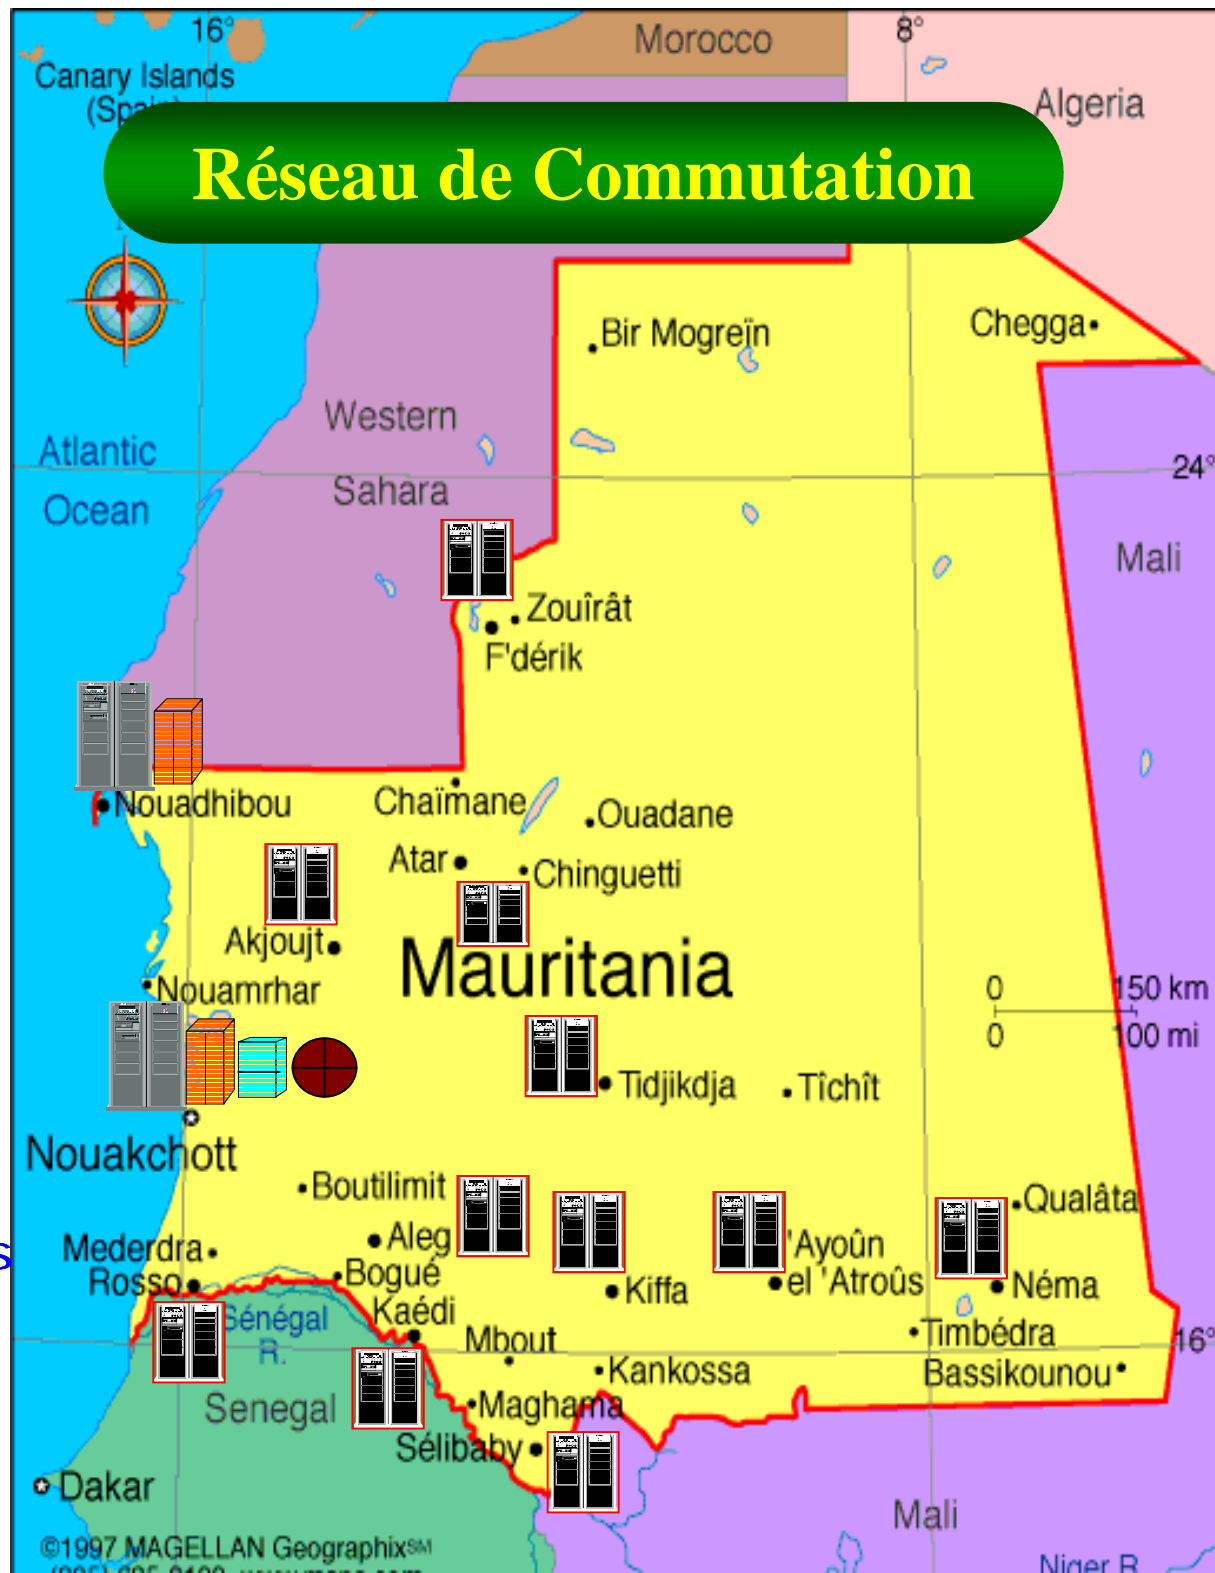 16°
8°
Morocco
Canary Islands
(Spain)
Algeria
Réseau de Commutation
Chegga
Bir Mogreïn
Western
Sahara
Atlantic
Ocean
24°
Mali
Zouîrât
F'dérik
Nouadhibou
Chaïmane
Ouadane
Atar
Chinguetti
Akjoujt
Mauritania
Nouamrhar
0
150 km
0
100 mi
Tidjikdja
Tîchît
Nouakchott
Boutilimit
Qualâta
Aleg
'Ayoûn
el 'Atroûs
s
Mederdra
Rosso
Bogué
Kiffa
Néma
Kaédi
Sénégal
R.
Mbout
Timbédra
16°
Kankossa
Bassikounou
Senegal
Maghama
Sélibaby
Dakar
Mali
©1997 MAGELLAN Geographix℠
Niger R.